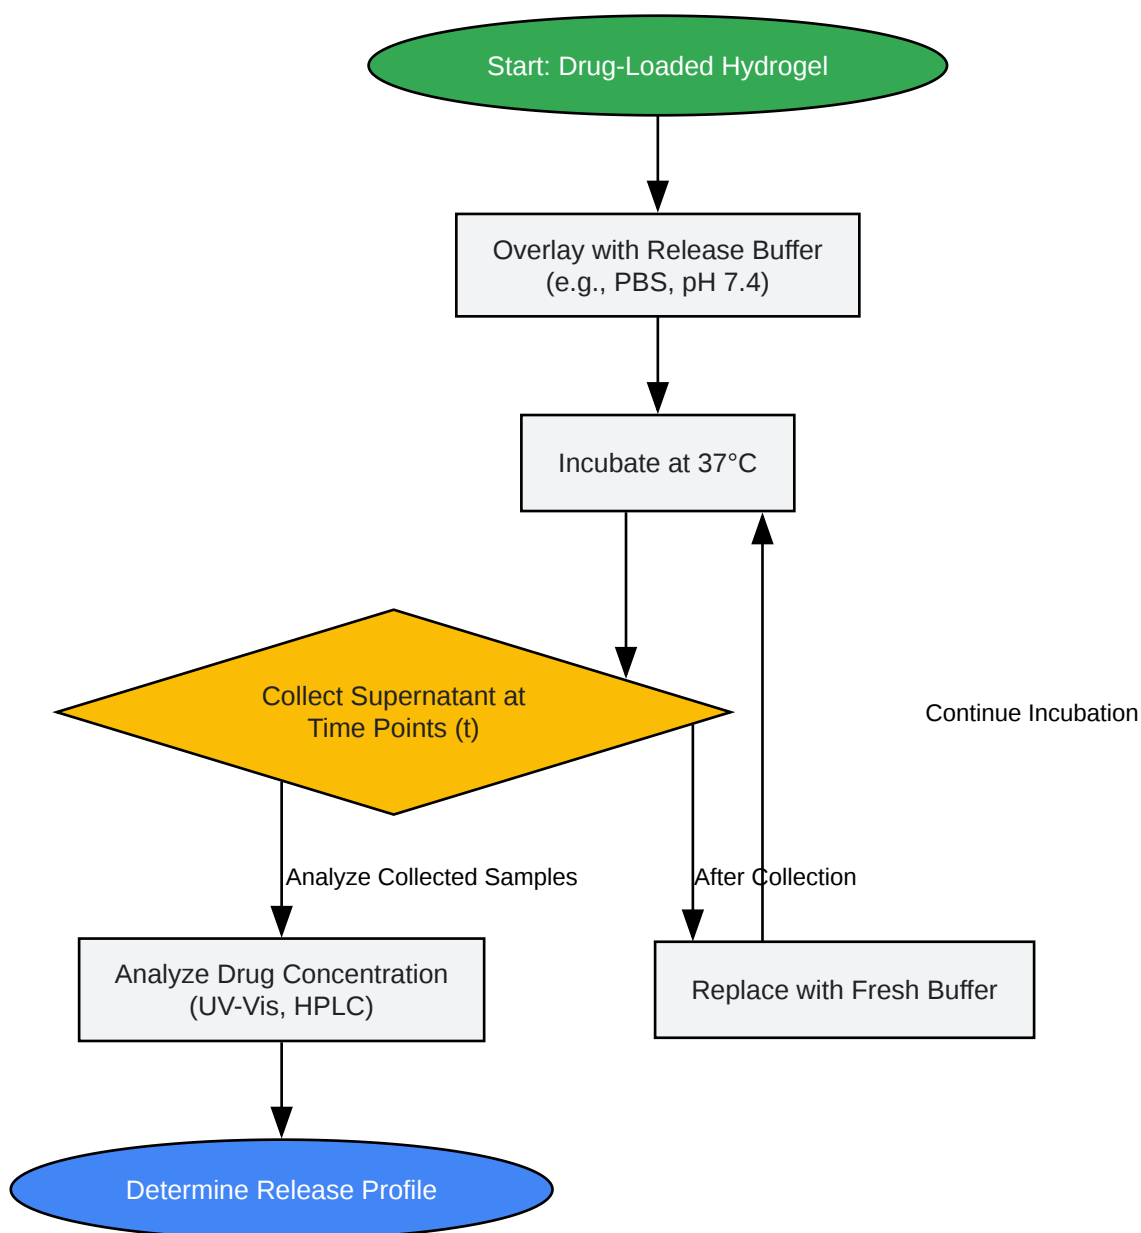 Start: Drug-Loaded Hydrogel
Overlay with Release Buffer
(e.g., PBS, pH 7.4)
Incubate at 37°C
Collect Supernatant at
Time Points (t)
Continue Incubation
Analyze Collected Samples
After Collection
Analyze Drug Concentration
(UV-Vis, HPLC)
Replace with Fresh Buffer
Determine Release Profile